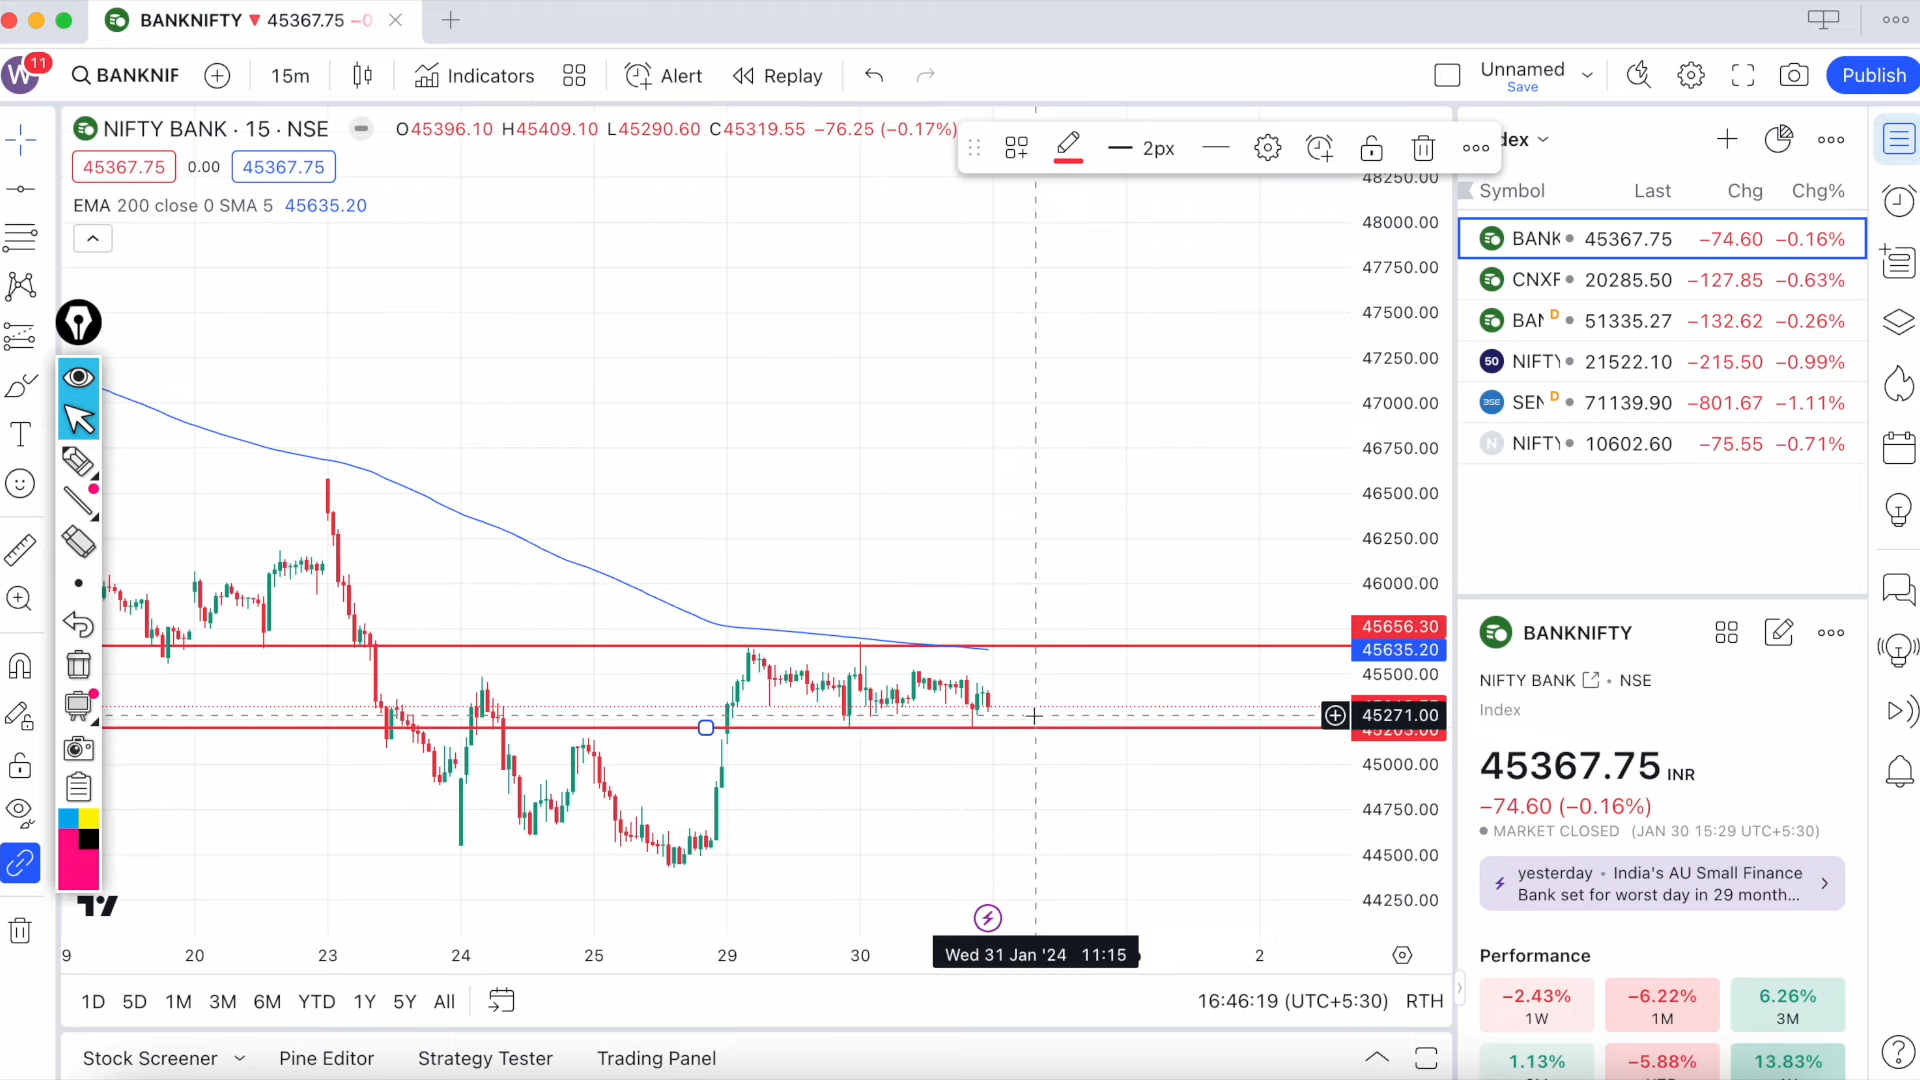 BANKNIFTY ▼ 45367.75 −0.
11
W
BANKNIF
15m
Indicators
Alert
Replay
Unnamed
Save
Publish
NIFTY BANK · 15 · NSE
O45396.10 H45409.10 L45290.60 C45319.55 −76.25 (−0.17%)
45367.75
0.00
45367.75
EMA 200 close 0 SMA 5 45635.20
2px
dex
Symbol Last Chg Chg%
BANK 45367.75 −74.60 −0.16%
CNXF 20285.50 −127.85 −0.63%
BAN D 51335.27 −132.62 −0.26%
50 NIFTY 21522.10 −215.50 −0.99%
BSE SEN D 71139.90 −801.67 −1.11%
N NIFTY 10602.60 −75.55 −0.71%
48250.00
48000.00
47750.00
47500.00
47250.00
47000.00
46750.00
46500.00
46250.00
46000.00
45656.30
45635.20
45500.00
45271.00
45203.00
45000.00
44750.00
44500.00
44250.00
9 20 23 24 25 29 30 2
Wed 31 Jan '24 11:15
1D 5D 1M 3M 6M YTD 1Y 5Y All
16:46:19 (UTC+5:30) RTH
Stock Screener
Pine Editor
Strategy Tester
Trading Panel
BANKNIFTY
NIFTY BANK • NSE
Index
45367.75 INR
−74.60 (−0.16%)
MARKET CLOSED (JAN 30 15:29 UTC+5:30)
yesterday • India's AU Small Finance
Bank set for worst day in 29 month...
Performance
−2.43% −6.22% 6.26%
1W 1M 3M
1.13% −5.88% 13.83%